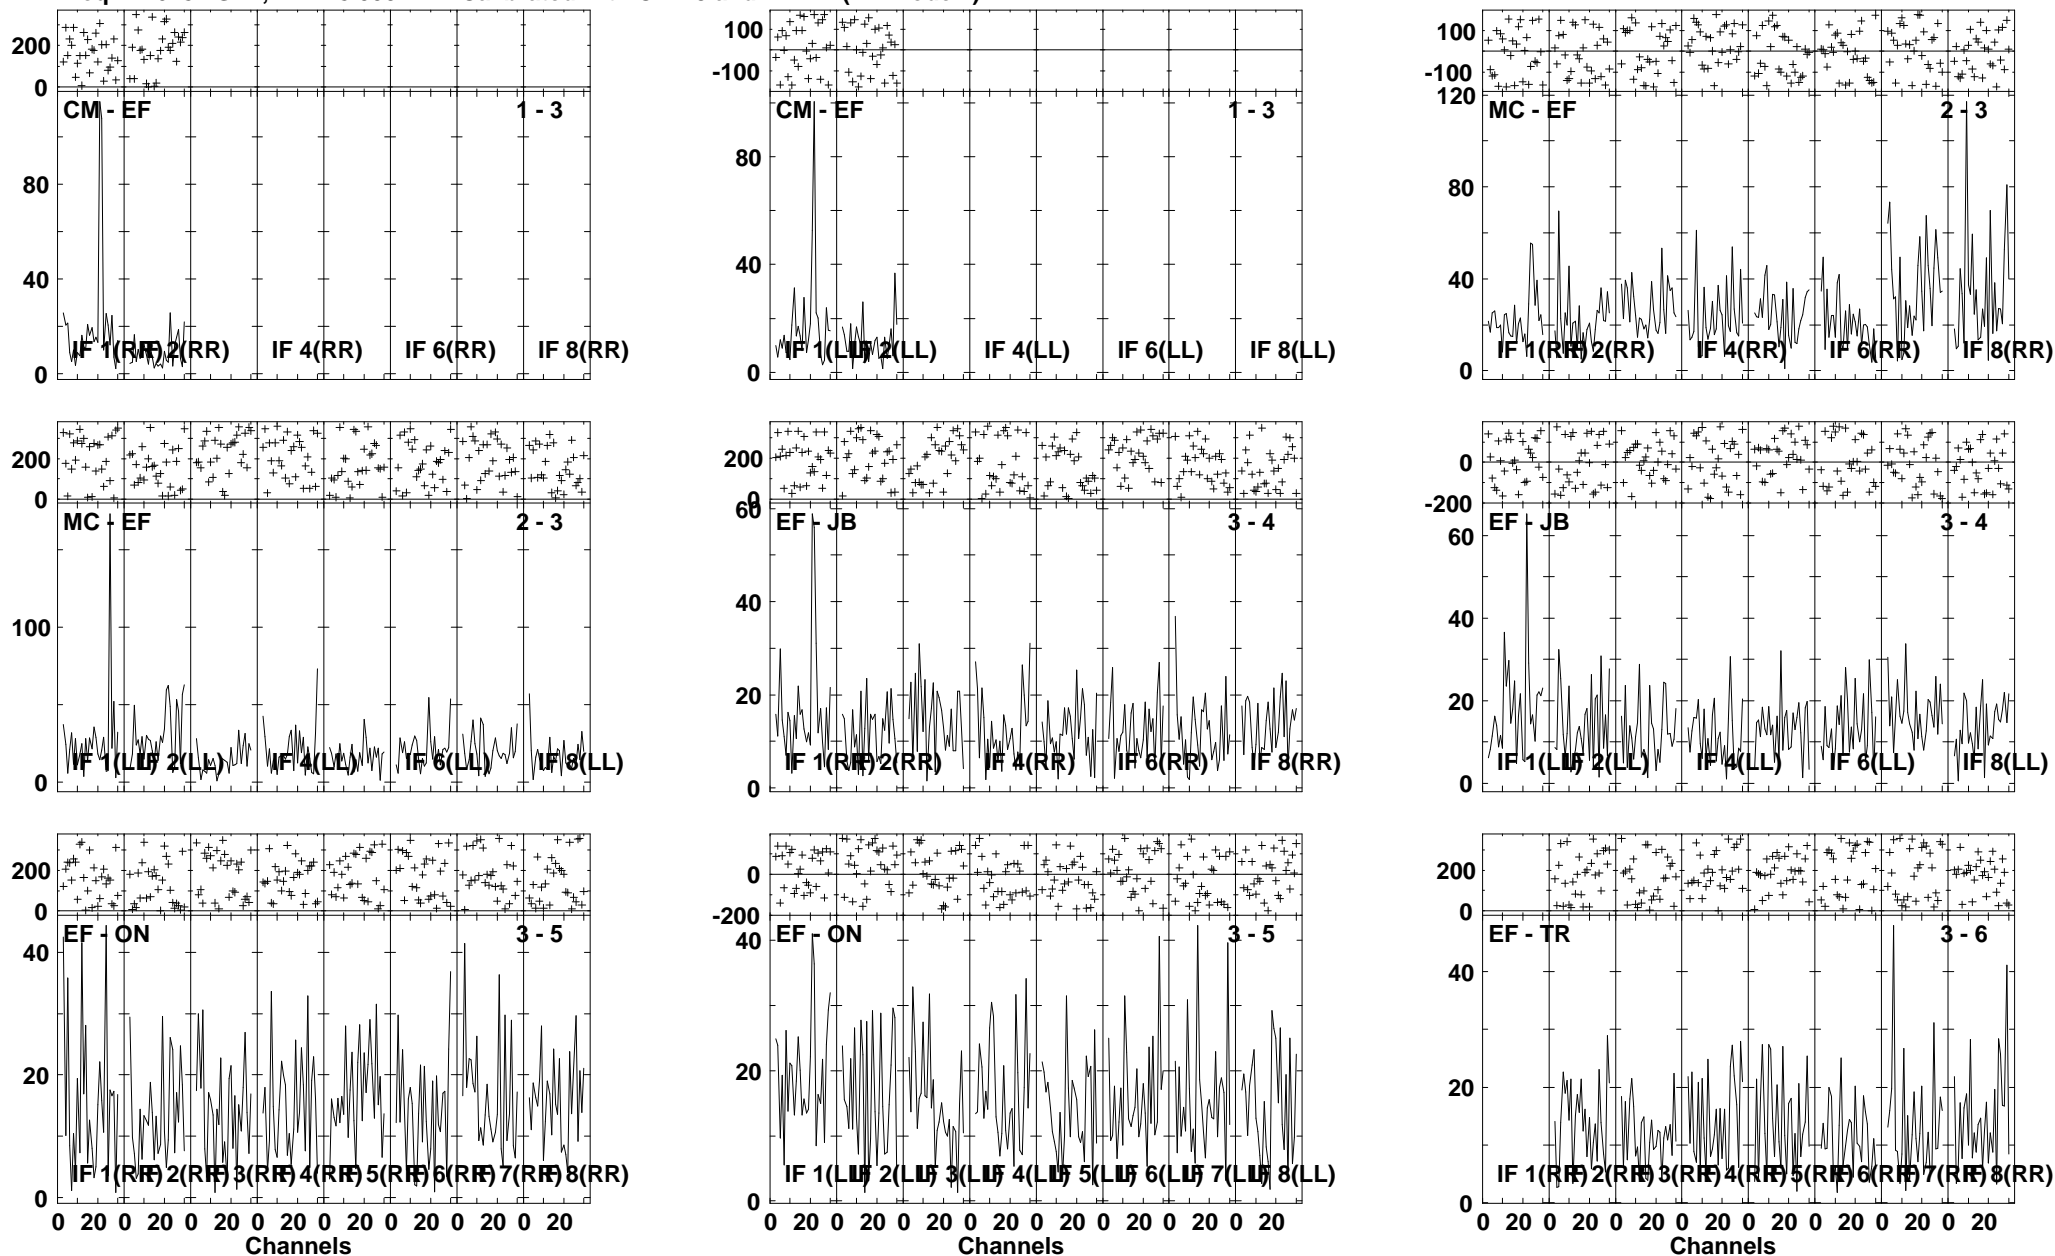 200
0
CM - EF
1 - 3
80
40
0
IF 1(RR)
IF 2(RR)
IF 4(RR)
IF 6(RR)
IF 8(RR)
100
-100
CM - EF
1 - 3
80
40
0
IF 1(LL)
IF 2(LL)
IF 4(LL)
IF 6(LL)
IF 8(LL)
100
-100
120
MC - EF
2 - 3
80
40
0
IF 1(RR)
IF 2(RR)
IF 4(RR)
IF 6(RR)
IF 8(RR)
200
0
MC - EF
2 - 3
100
0
IF 1(LL)
IF 2(LL)
IF 4(LL)
IF 6(LL)
IF 8(LL)
200
0
60
EF - JB
3 - 4
40
20
0
IF 1(RR)
IF 2(RR)
IF 4(RR)
IF 6(RR)
IF 8(RR)
0
-200
EF - JB
3 - 4
60
40
20
0
IF 1(LL)
IF 2(LL)
IF 4(LL)
IF 6(LL)
IF 8(LL)
200
0
EF - ON
3 - 5
40
20
0
IF 1(RR)
IF 2(RR)
IF 3(RR)
IF 4(RR)
IF 5(RR)
IF 6(RR)
IF 7(RR)
IF 8(RR)
0 20 0 20 0 20 0 20 0 20 0 20 0 20 0 20
Channels
0
-200
EF - ON
3 - 5
40
20
0
IF 1(LL)
IF 2(LL)
IF 3(LL)
IF 4(LL)
IF 5(LL)
IF 6(LL)
IF 7(LL)
IF 8(LL)
0 20 0 20 0 20 0 20 0 20 0 20 0 20 0 20
Channels
200
0
EF - TR
3 - 6
40
20
0
IF 1(RR)
IF 2(RR)
IF 3(RR)
IF 4(RR)
IF 5(RR)
IF 6(RR)
IF 7(RR)
IF 8(RR)
0 20 0 20 0 20 0 20 0 20 0 20 0 20 0 20
Channels